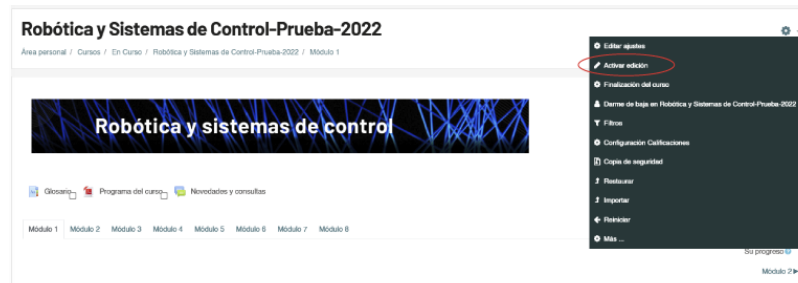 Robótica y Sistemas de Control-Prueba-2022
Área personal / Cursos / En Curso / Robótica y Sistemas de Control-Prueba-2022 / Módulo 1
Editar ajustes
Activar edición
Finalización del curso
Darme de baja en Robótica y Sistemas de Control-Prueba-2022
Filtros
Configuración Calificaciones
Copia de seguridad
Restaurar
Importar
Reiniciar
Más ...
Robótica y sistemas de control
Glosario Programa del curso Novedades y consultas
Módulo 1 Módulo 2 Módulo 3 Módulo 4 Módulo 5 Módulo 6 Módulo 7 Módulo 8
Su progreso
Módulo 2